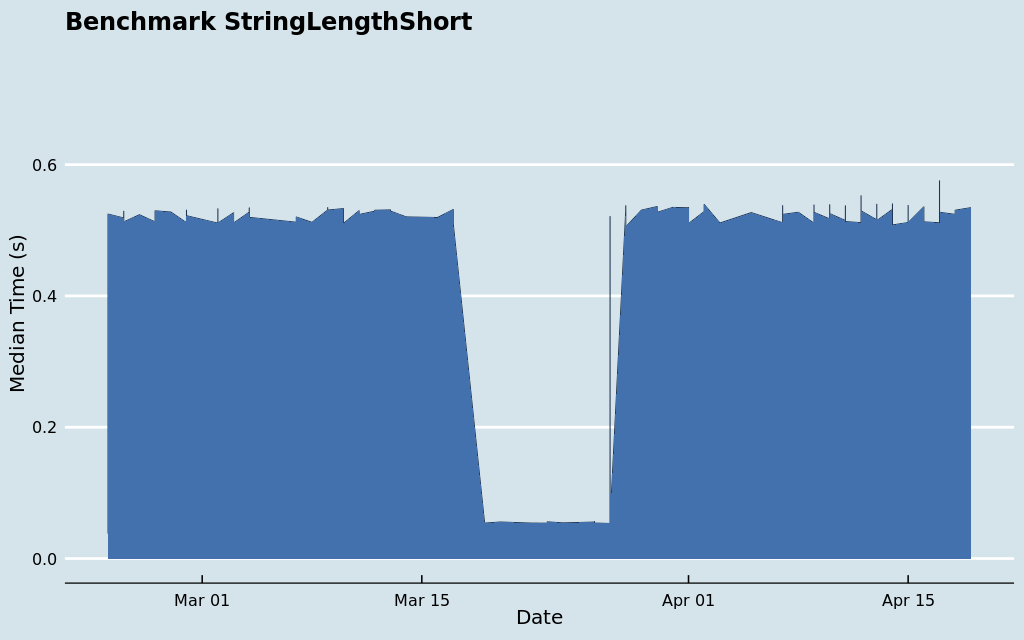 Benchmark StringLengthShort
0.6
0.4
0.2
0.0
Median Time (s)
Mar 01
Mar 15
Apr 01
Apr 15
Date